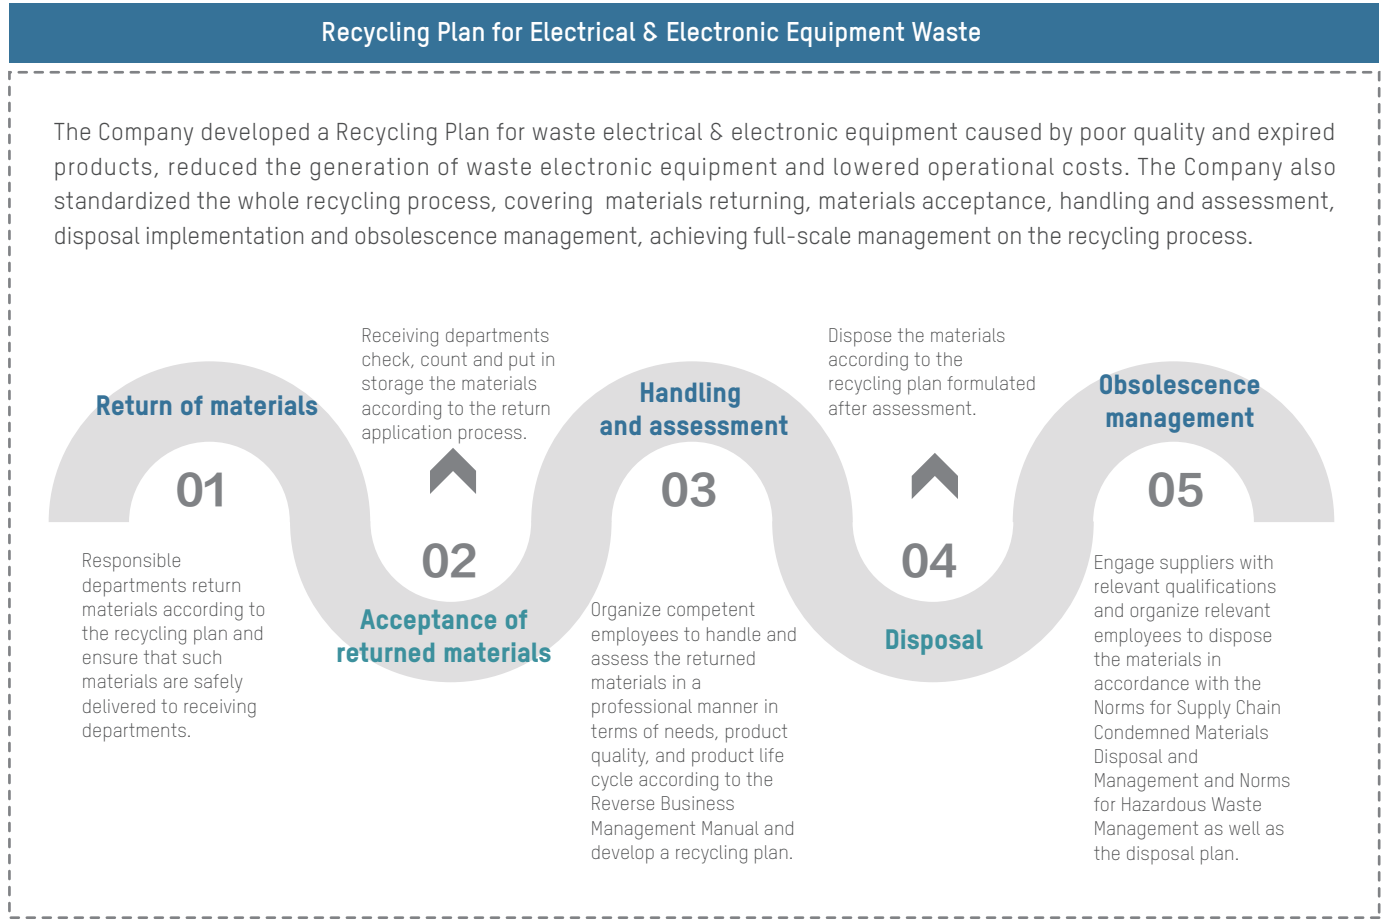 Recycling Plan for Electrical & Electronic Equipment Waste
The Company developed a Recycling Plan for waste electrical & electronic equipment caused by poor quality and expired
products, reduced the generation of waste electronic equipment and lowered operational costs. The Company also
standardized the whole recycling process, covering materials returning, materials acceptance, handling and assessment,
disposal implementation and obsolescence management, achieving full-scale management on the recycling process.
Return of materials
01
Responsible
departments return
materials according to
the recycling plan and
ensure that such
materials are safely
delivered to receiving
departments.
Receiving departments
check, count and put in
storage the materials
according to the return
application process.
02
Acceptance of
returned materials
Handling
and assessment
03
Organize competent
employees to handle and
assess the returned
materials in a
professional manner in
terms of needs, product
quality, and product life
cycle according to the
Reverse Business
Management Manual and
develop a recycling plan.
Dispose the materials
according to the
recycling plan formulated
after assessment.
04
Disposal
Obsolescence
management
05
Engage suppliers with
relevant qualifications
and organize relevant
employees to dispose
the materials in
accordance with the
Norms for Supply Chain
Condemned Materials
Disposal and
Management and Norms
for Hazardous Waste
Management as well as
the disposal plan.